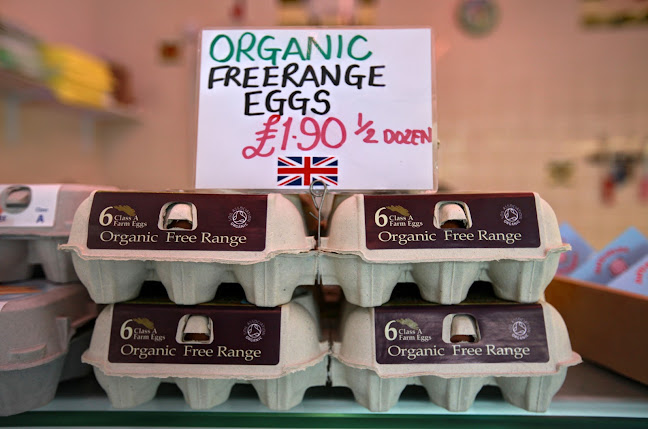 ORGANIC
FREERANGE
EGGS
£1.90 ½ DOZEN
6 Class A
Farm Eggs
Organic Free Range
6 Class A
Farm Eggs
Organic Free Range
6 Class A
Farm Eggs
Organic Free Range
6 Class A
Farm Eggs
Organic Free Range
A